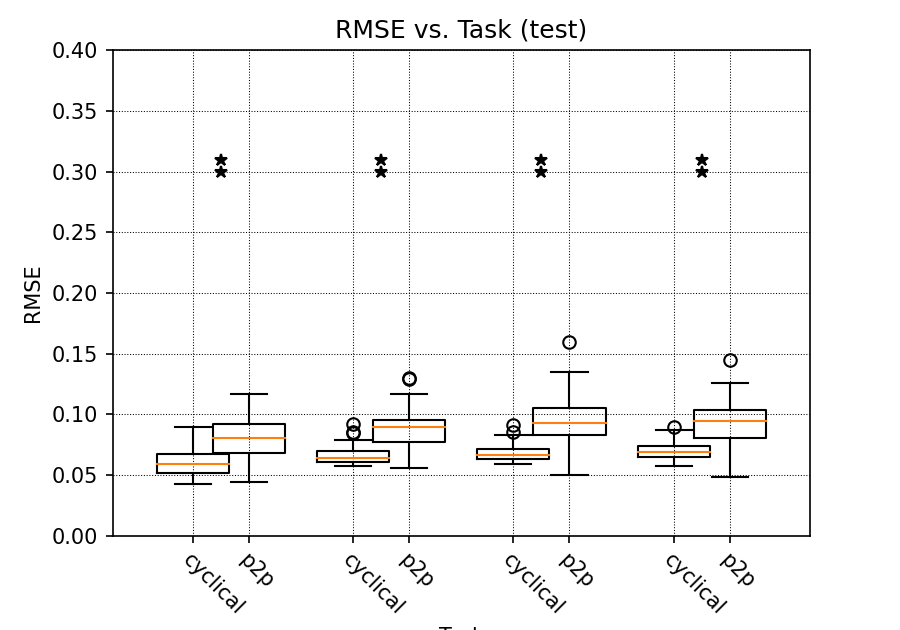 RMSE vs. Task (test)
0.40
0.35
0.30
0.25
0.20
0.15
0.10
0.05
0.00
RMSE
cyclical
p2p
cyclical
p2p
cyclical
p2p
cyclical
p2p